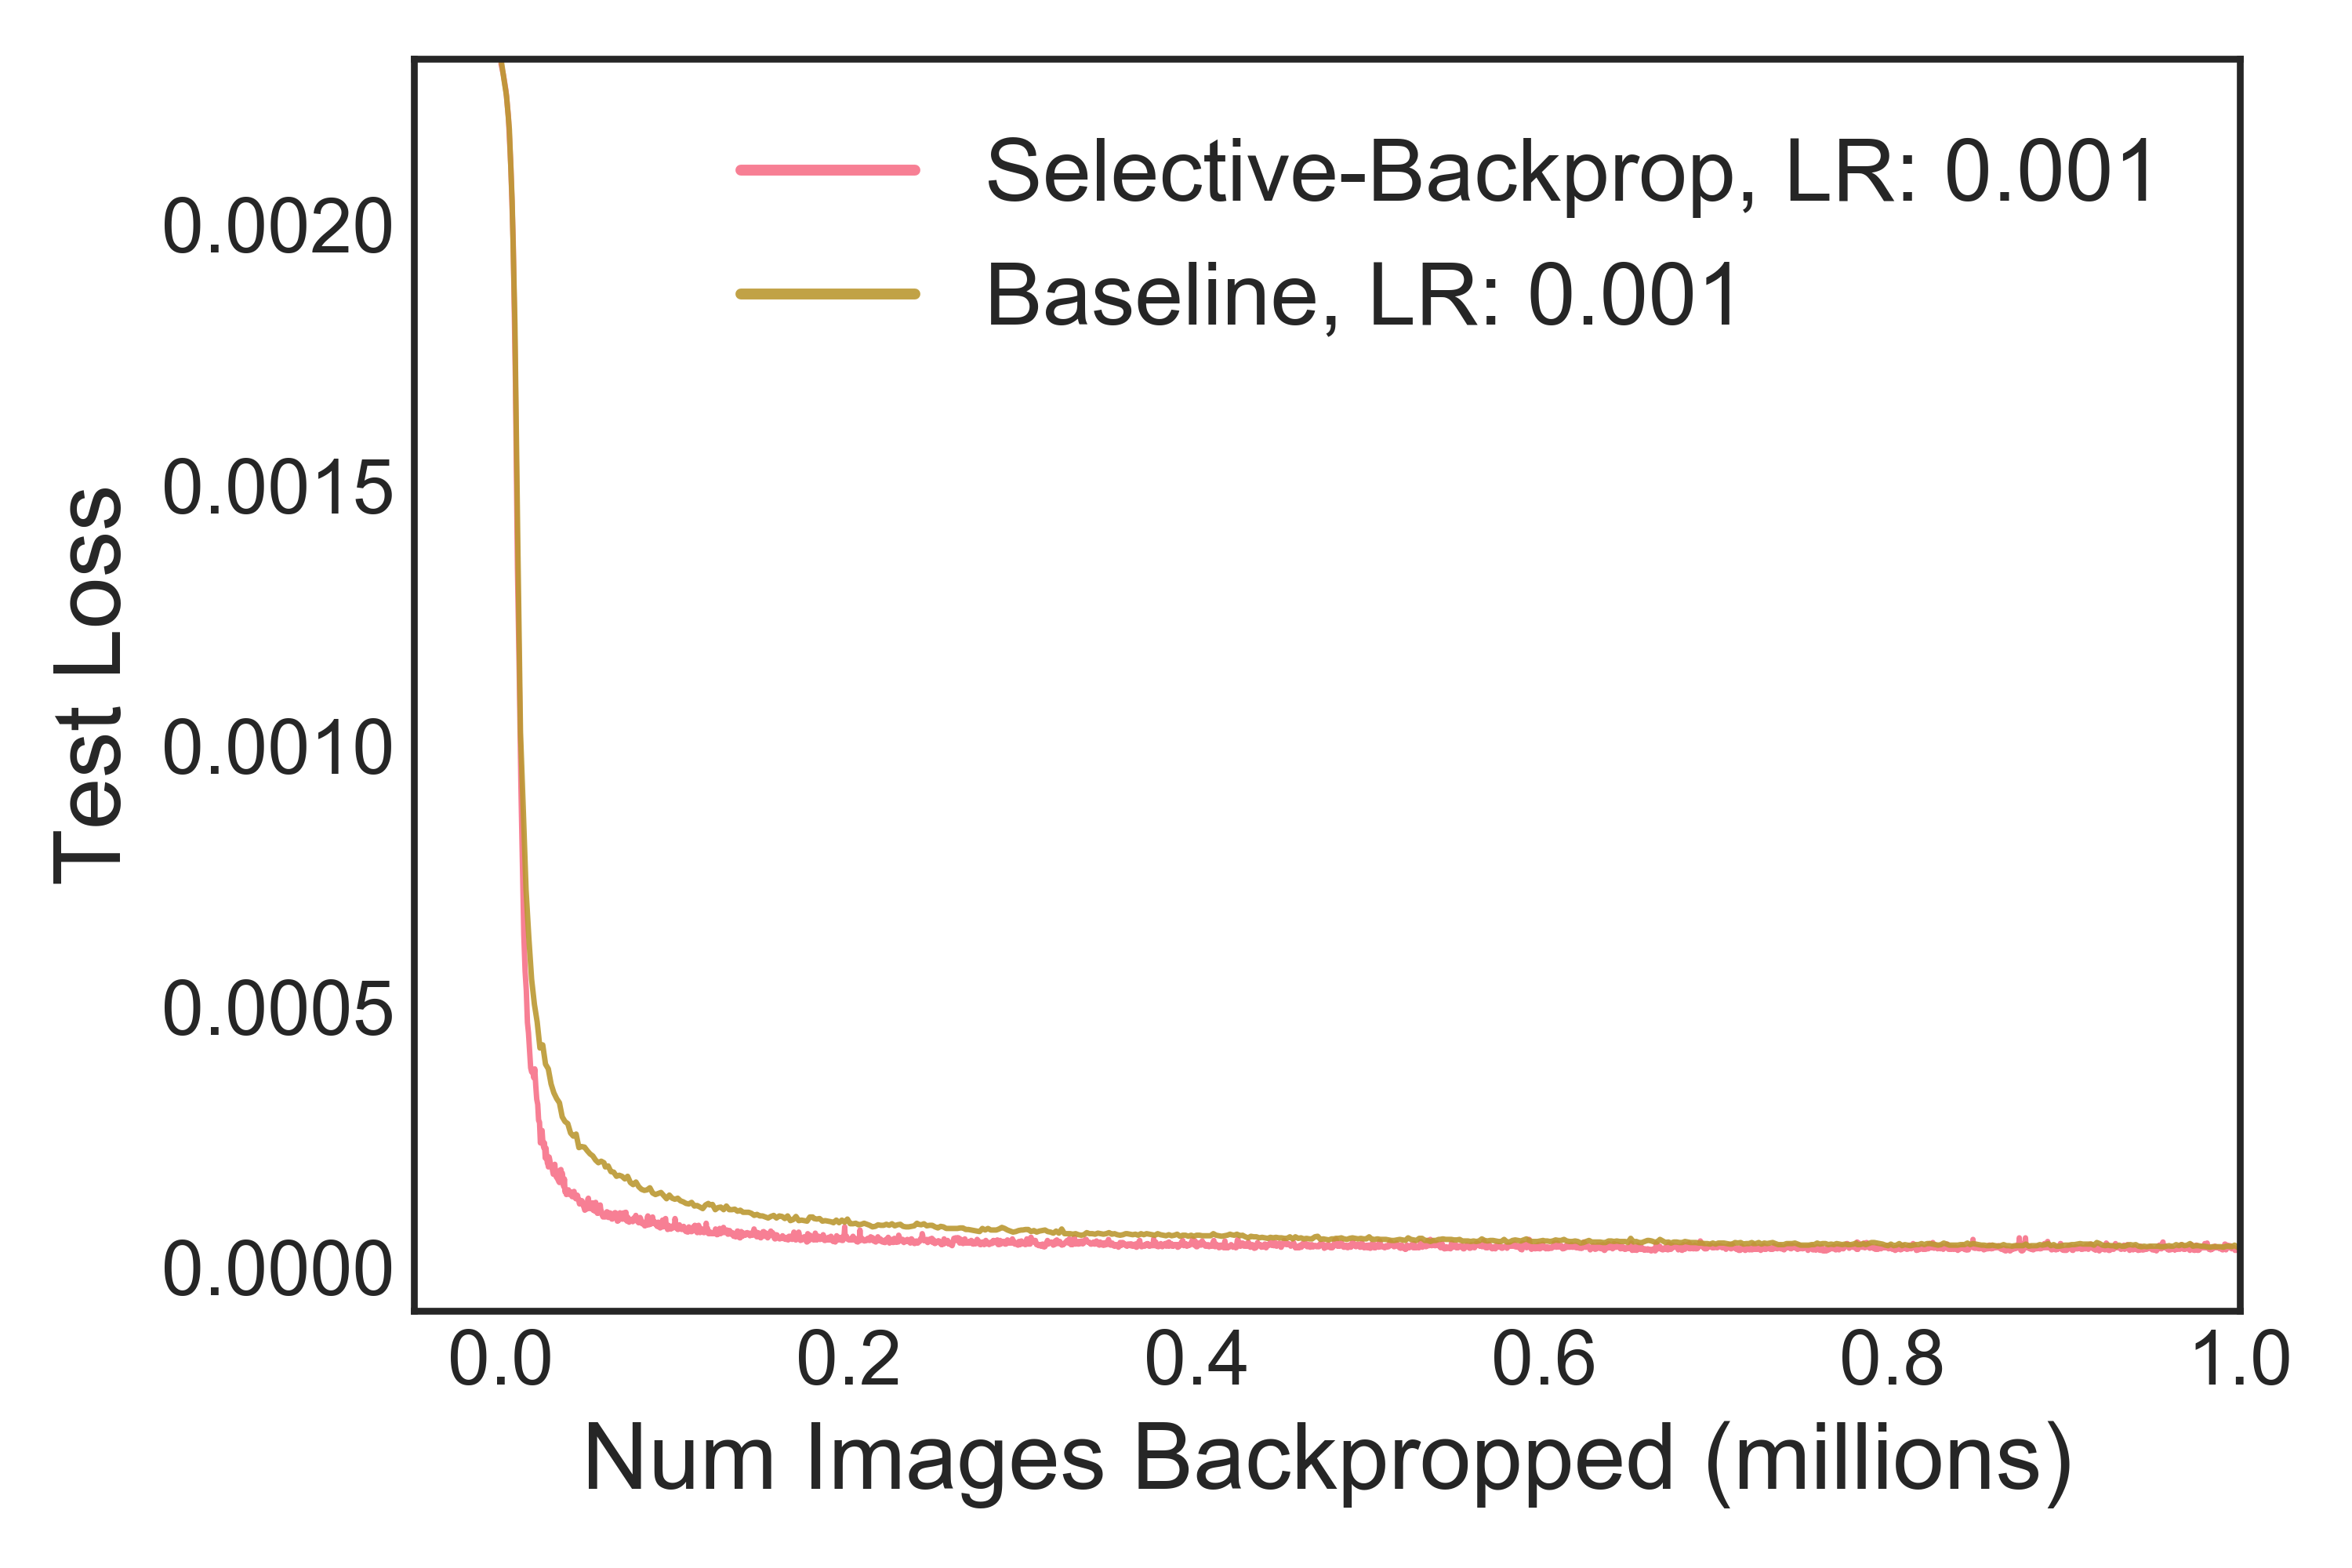 Selective-Backprop, LR: 0.001
Baseline, LR: 0.001
Test Loss
0.0020
0.0015
0.0010
0.0005
0.0000
0.0 0.2 0.4 0.6 0.8 1.0
Num Images Backpropped (millions)